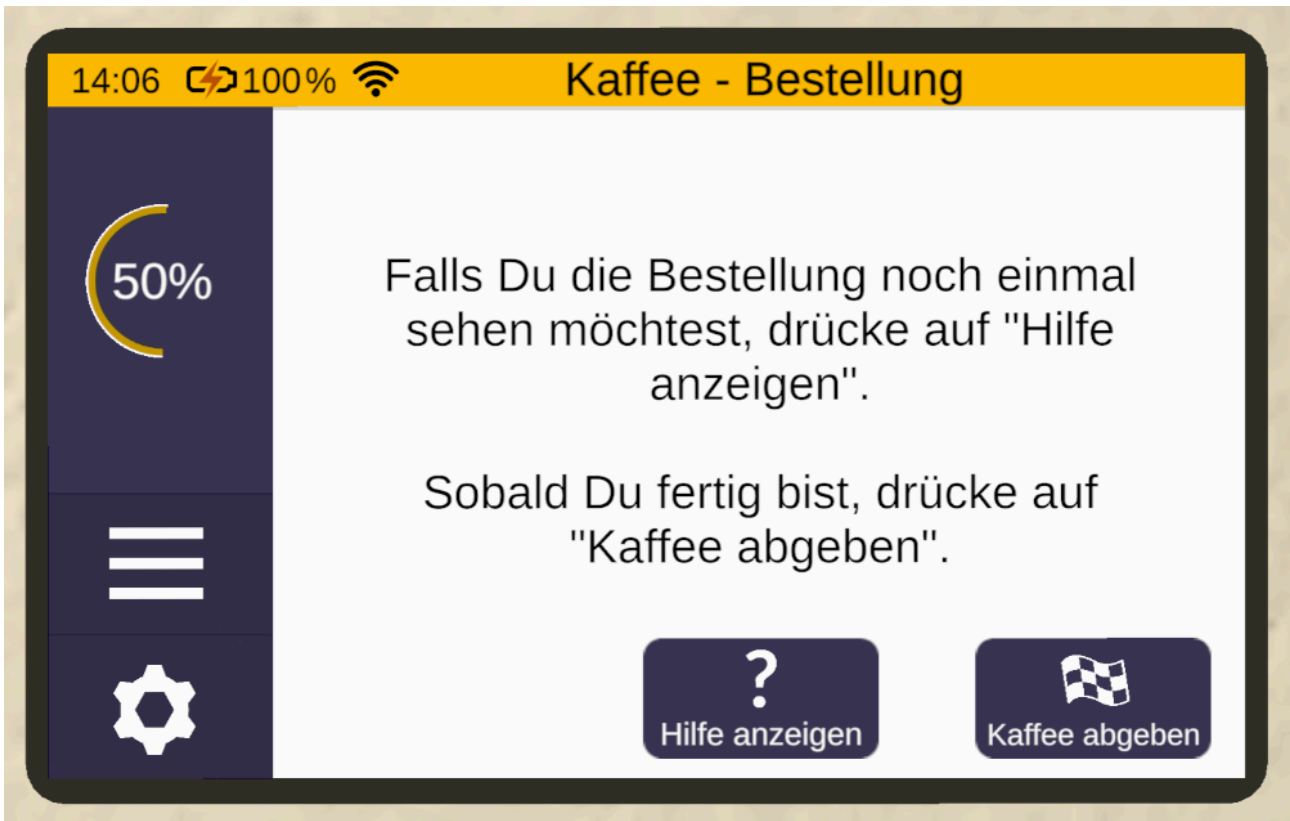 14:06 100% Kaffee - Bestellung
50%
Falls Du die Bestellung noch einmal
sehen möchtest, drücke auf "Hilfe
anzeigen".
Sobald Du fertig bist, drücke auf
"Kaffee abgeben".
?
Hilfe anzeigen
Kaffee abgeben